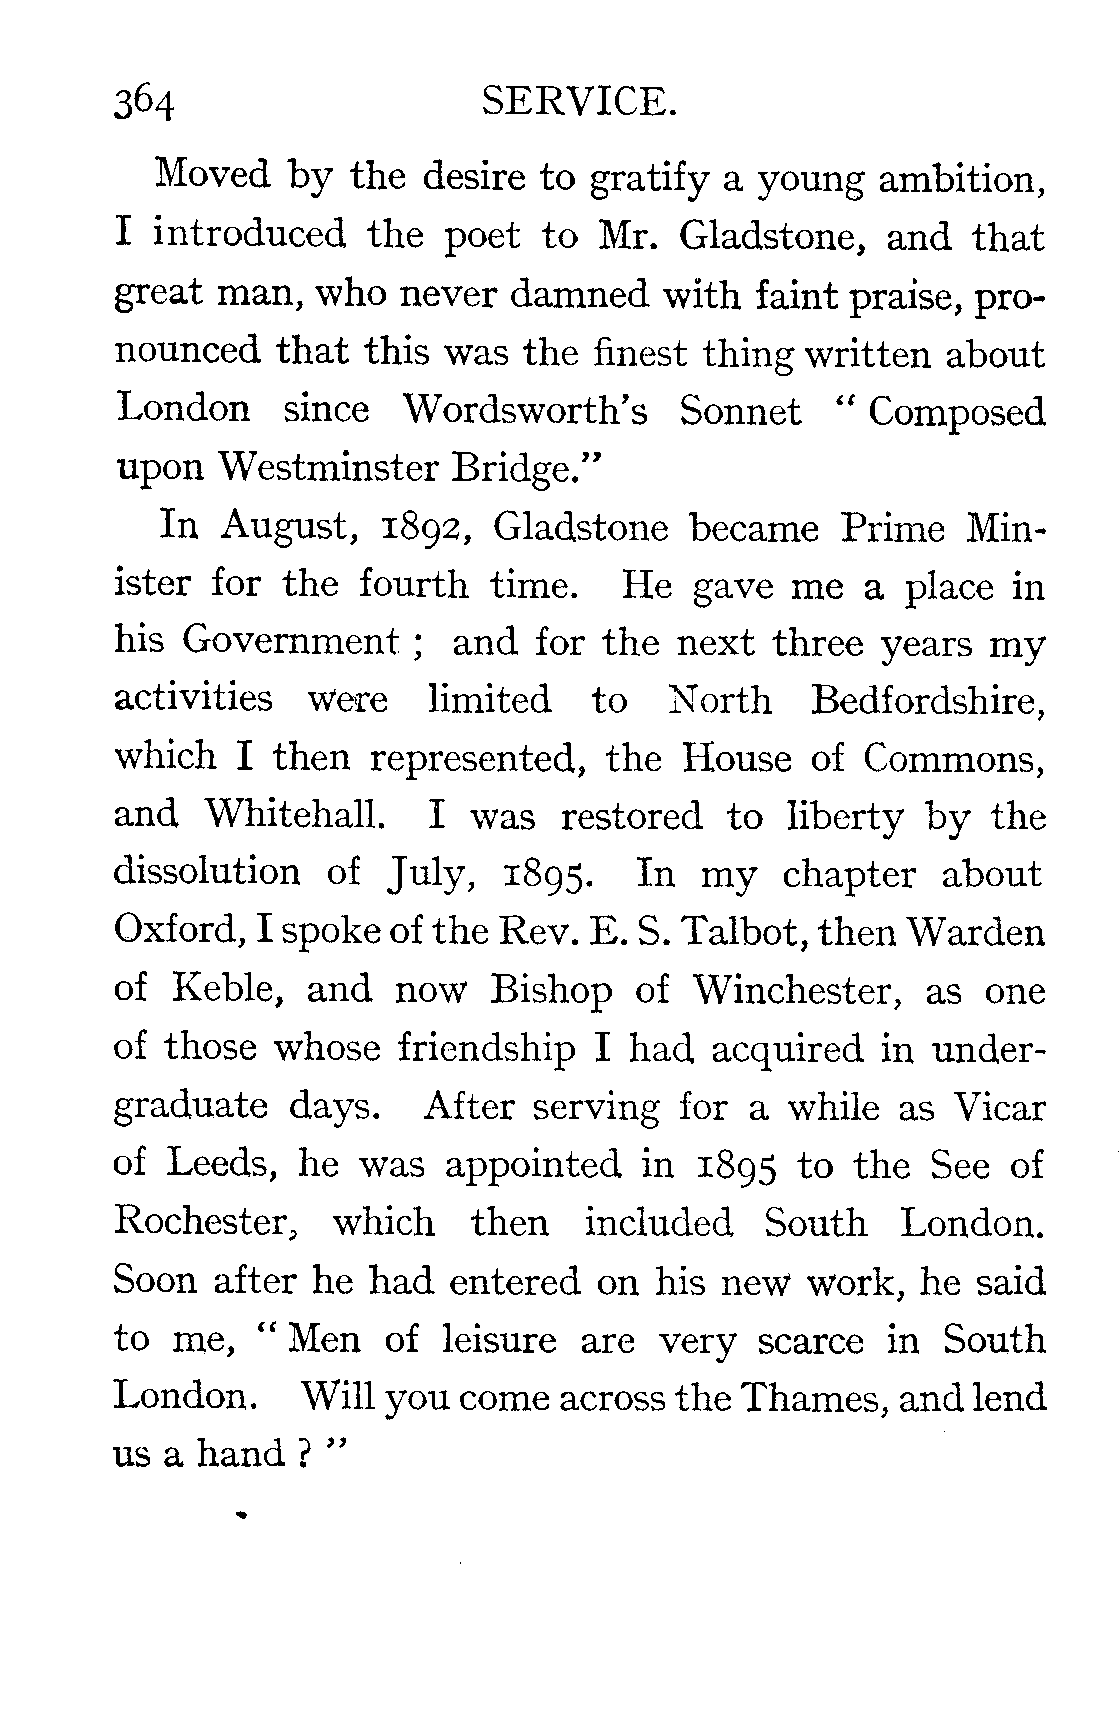 364 SERVICE.
Moved by the desire to gratify a young ambition,
I introduced the poet to Mr. Gladstone, and that
great man, who never damned with faint praise, pro-
nounced that this was the finest thing written about
London since Wordsworth's Sonnet " Composed
upon Westminster Bridge."
In August, 1892, Gladstone became Prime Min-
ister for the fourth time. He gave me a place in
his Government ; and for the next three years my
activities were limited to North Bedfordshire,
which I then represented, the House of Commons,
and Whitehall. I was restored to liberty by the
dissolution of July, 1895. In my chapter about
Oxford, I spoke of the Rev. E. S. Talbot, then Warden
of Keble, and now Bishop of Winchester, as one
of those whose friendship I had acquired in under-
graduate days. After serving for a while as Vicar
of Leeds, he was appointed in 1895 to the See of
Rochester, which then included South London.
Soon after he had entered on his new work, he said
to me, " Men of leisure are very scarce in South
London. Will you come across the Thames, and lend
us a hand ? "